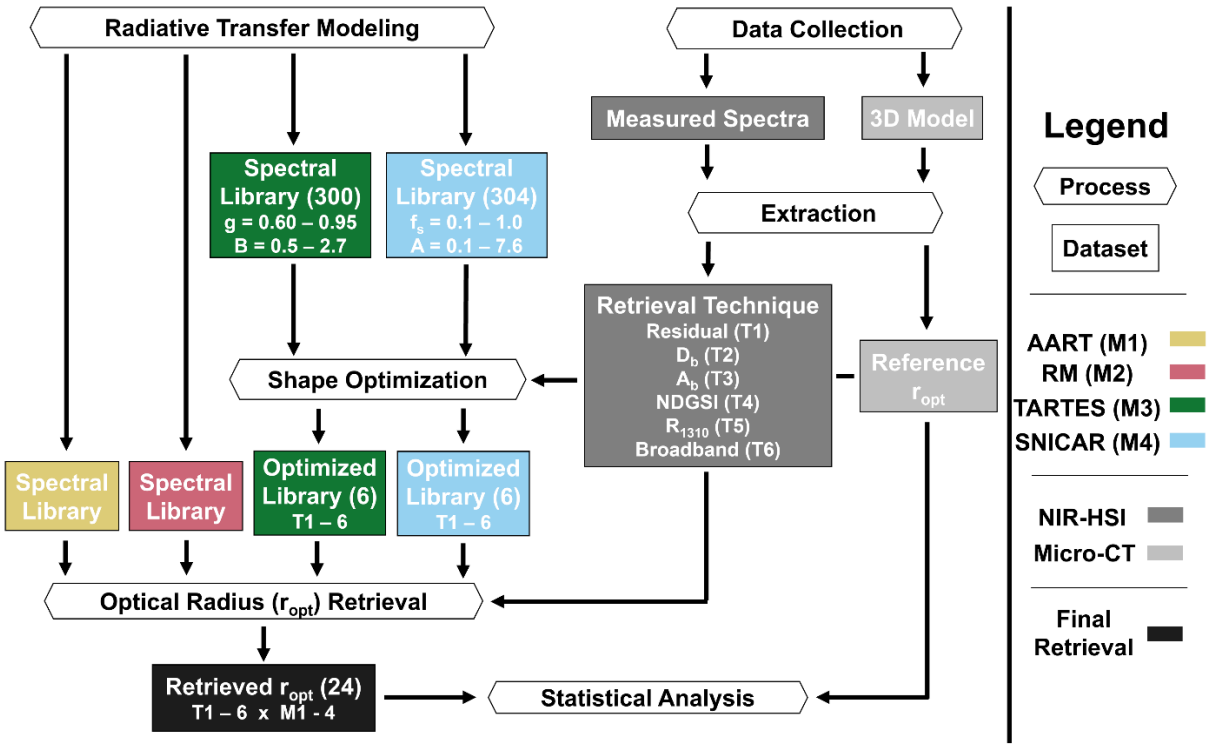 Radiative Transfer Modeling
Data Collection
Measured Spectra
3D Model
Spectral
Library (300)
g = 0.60 – 0.95
B = 0.5 – 2.7
Spectral
Library (304)
fs = 0.1 – 1.0
A = 0.1 – 7.6
Extraction
Retrieval Technique
Residual (T1)
Db (T2)
Ab (T3)
NDGSI (T4)
R1310 (T5)
Broadband (T6)
Reference
ropt
Shape Optimization
Spectral
Library
Spectral
Library
Optimized
Library (6)
T1 – 6
Optimized
Library (6)
T1 – 6
Optical Radius (ropt) Retrieval
Retrieved ropt (24)
T1 – 6 x M1 - 4
Statistical Analysis
Legend
Process
Dataset
AART (M1)
RM (M2)
TARTES (M3)
SNICAR (M4)
NIR-HSI
Micro-CT
Final
Retrieval